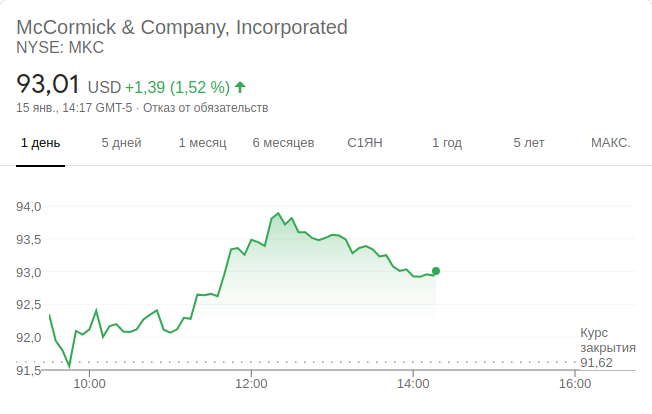 McCormick & Company, Incorporated
NYSE: MKC
93,01 USD +1,39 (1,52 %)
15 янв., 14:17 GMT-5 · Отказ от обязательств
1 день 5 дней 1 месяц 6 месяцев С1ЯН 1 год 5 лет МАКС.
94,0
93,5
93,0
92,5
92,0
91,5
Курс
закрытия
91,62
10:00 12:00 14:00 16:00